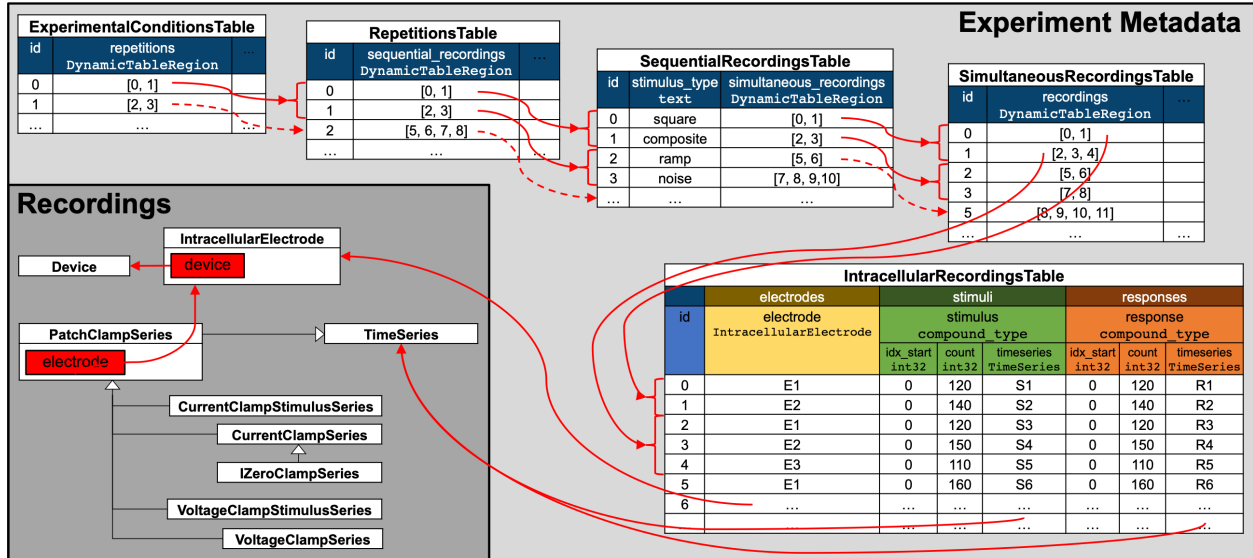 Experiment Metadata
ExperimentalConditionsTable
id repetitions ...
DynamicTableRegion
0 [0, 1]
1 [2, 3]
... ... ...
RepetitionsTable
id sequential_recordings ...
DynamicTableRegion
0 [0, 1]
1 [2, 3]
2 [5, 6, 7, 8]
... ...
SequentialRecordingsTable
id stimulus_type simultaneous_recordings
text DynamicTableRegion
0 square [0, 1]
1 composite [2, 3]
2 ramp [5, 6]
3 noise [7, 8, 9,10]
... ... ...
SimultaneousRecordingsTable
id recordings ...
DynamicTableRegion
0 [0, 1]
1 [2, 3, 4]
2 [5, 6]
3 [7, 8]
5 [8, 9, 10, 11]
... ... ...
Recordings
IntracellularElectrode
device
Device
PatchClampSeries
electrode
TimeSeries
CurrentClampStimulusSeries
CurrentClampSeries
IZeroClampSeries
VoltageClampStimulusSeries
VoltageClampSeries
IntracellularRecordingsTable
electrodes stimuli responses
id electrode stimulus response
IntracellularElectrode compound_type compound_type
idx_start count timeseries idx_start count timeseries
int32 int32 TimeSeries int32 int32 TimeSeries
0 E1 0 120 S1 0 120 R1
1 E2 0 140 S2 0 140 R2
2 E1 0 120 S3 0 120 R3
3 E2 0 150 S4 0 150 R4
4 E3 0 110 S5 0 110 R5
5 E1 0 160 S6 0 160 R6
6 ... ... ... ... ... ... ...
... ... ... ... ... ... ...